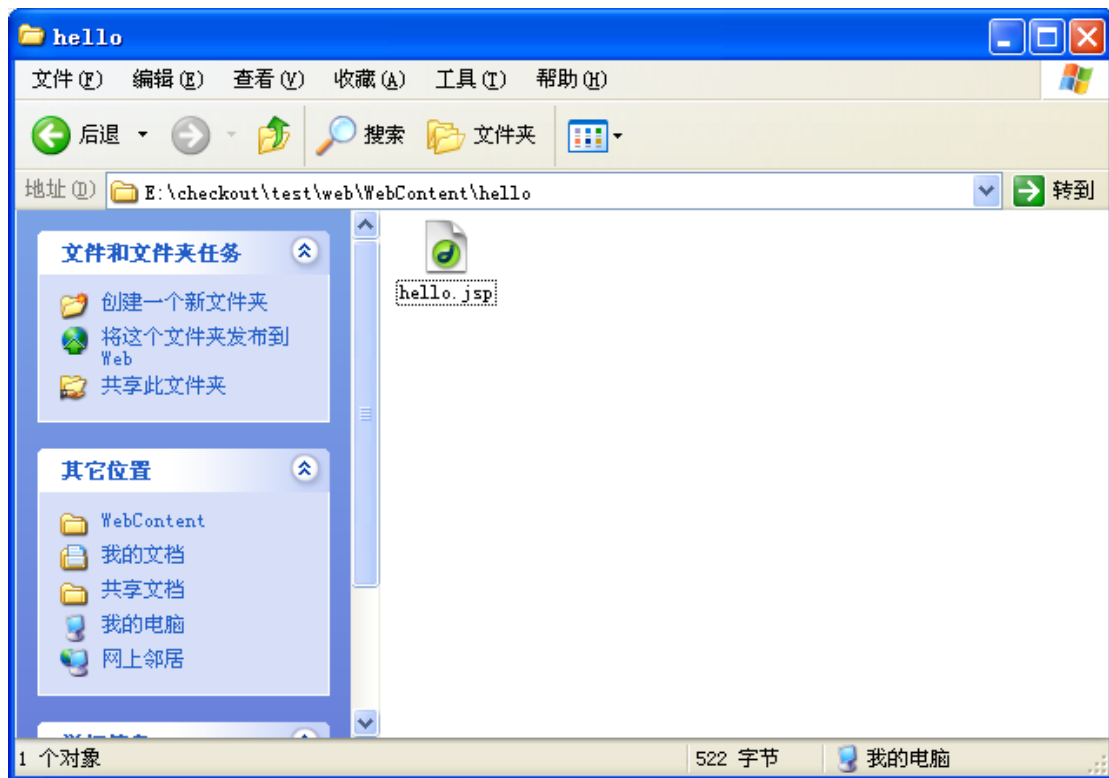 hello
文件(F) 编辑(E) 查看(V) 收藏(A) 工具(T) 帮助(H)
后退 搜索 文件夹
地址(D) E:\checkout\test\web\WebContent\hello 转到
文件和文件夹任务
创建一个新文件夹
将这个文件夹发布到
Web
共享此文件夹
其它位置
WebContent
我的文档
共享文档
我的电脑
网上邻居
hello.jsp
1 个对象 522 字节 我的电脑